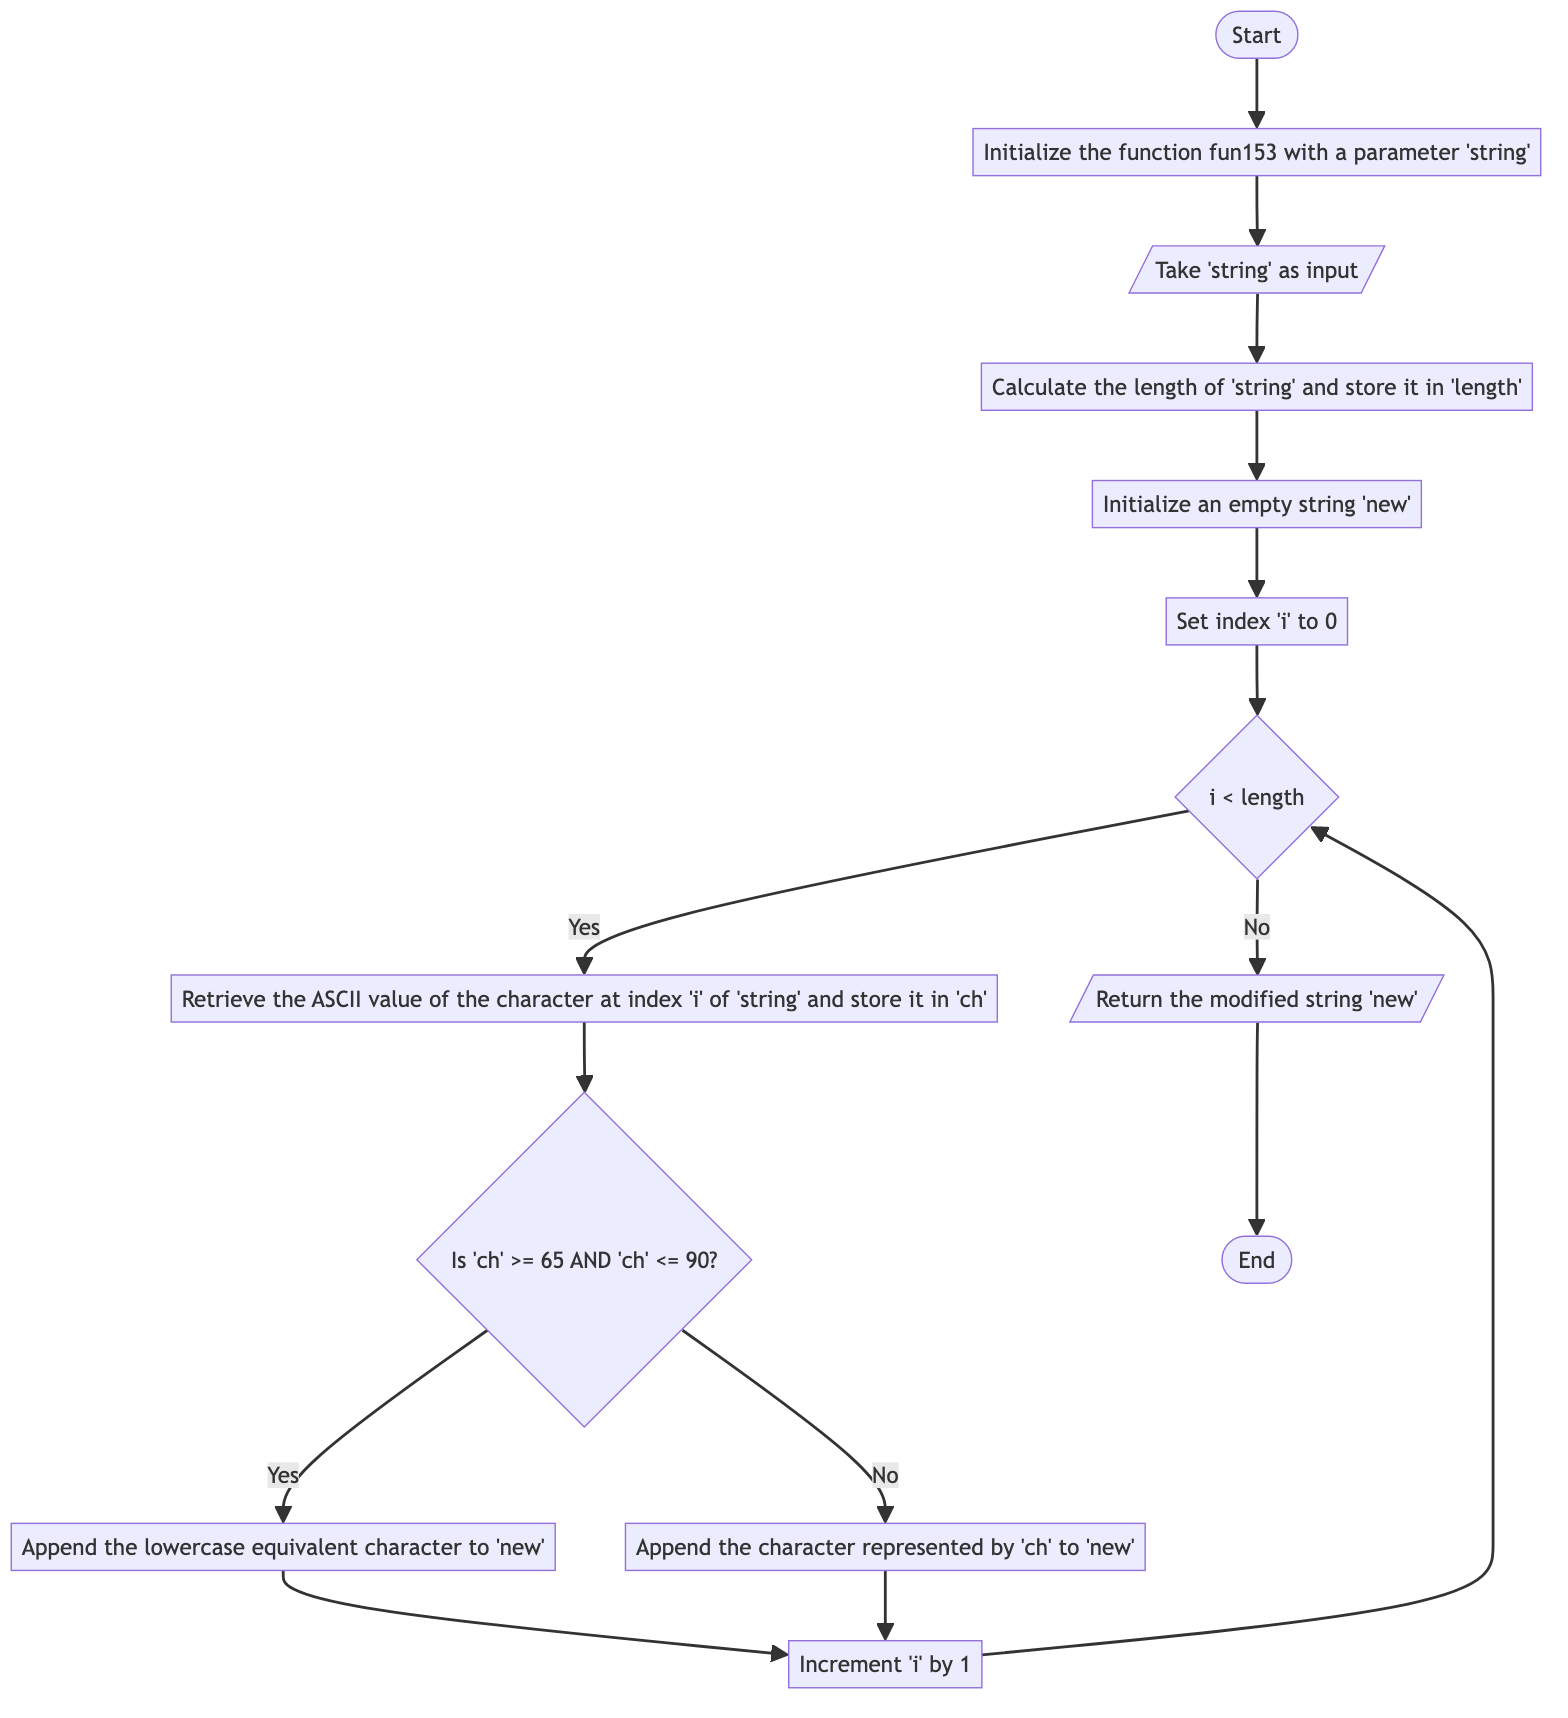 Start
Initialize the function fun153 with a parameter 'string'
Take 'string' as input
Calculate the length of 'string' and store it in 'length'
Initialize an empty string 'new'
Set index 'i' to 0
i < length
Yes
No
Retrieve the ASCII value of the character at index 'i' of 'string' and store it in 'ch'
Return the modified string 'new'
Is 'ch' >= 65 AND 'ch' <= 90?
End
Yes
No
Append the lowercase equivalent character to 'new'
Append the character represented by 'ch' to 'new'
Increment 'i' by 1